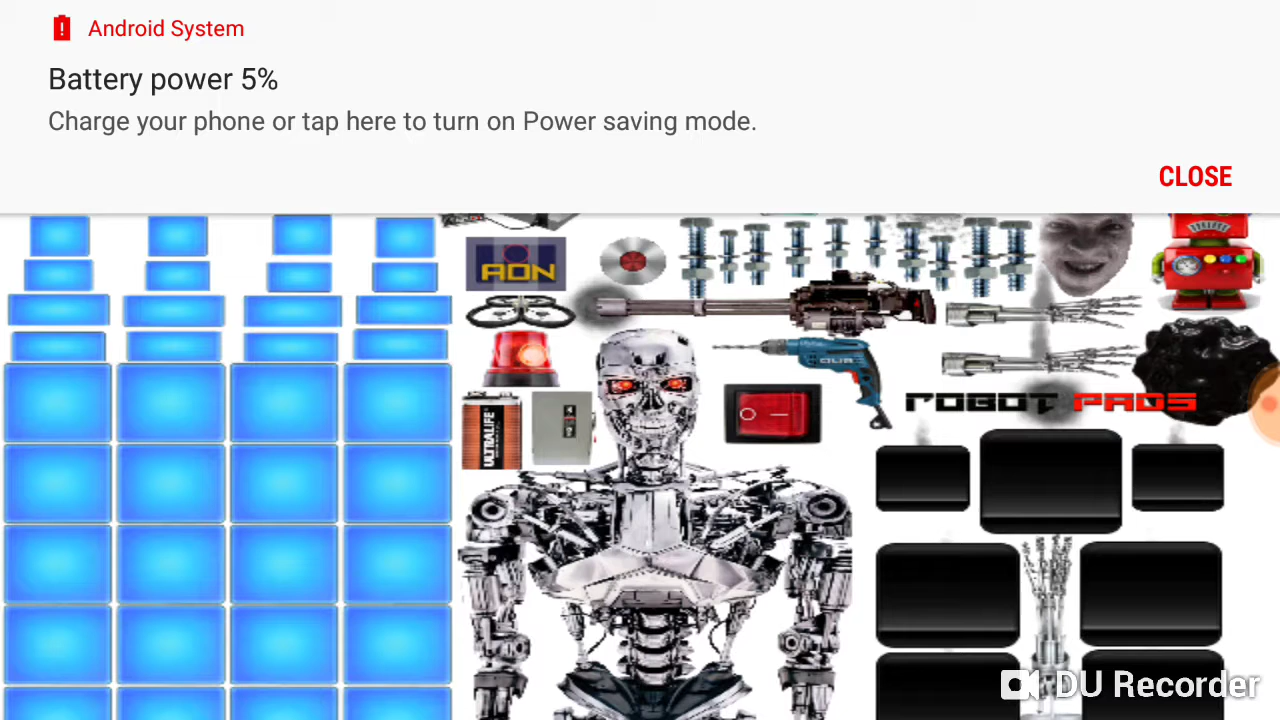 Android System
Battery power 5%
Charge your phone or tap here to turn on Power saving mode.
CLOSE
AON
ROBOT PADS
ULTRALIFE
DU Recorder